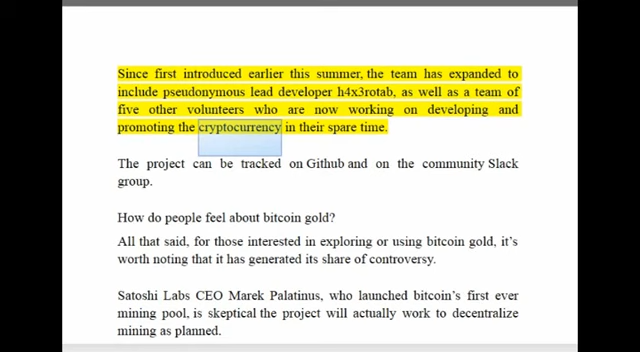 Since first introduced earlier this summer, the team has expanded to
include pseudonymous lead developer h4x3rotab, as well as a team of
five other volunteers who are now working on developing and
promoting the cryptocurrency in their spare time.
The project can be tracked on Github and on the community Slack
group.
How do people feel about bitcoin gold?
All that said, for those interested in exploring or using bitcoin gold, it's
worth noting that it has generated its share of controversy.
Satoshi Labs CEO Marek Palatinus, who launched bitcoin's first ever
mining pool, is skeptical the project will actually work to decentralize
mining as planned.